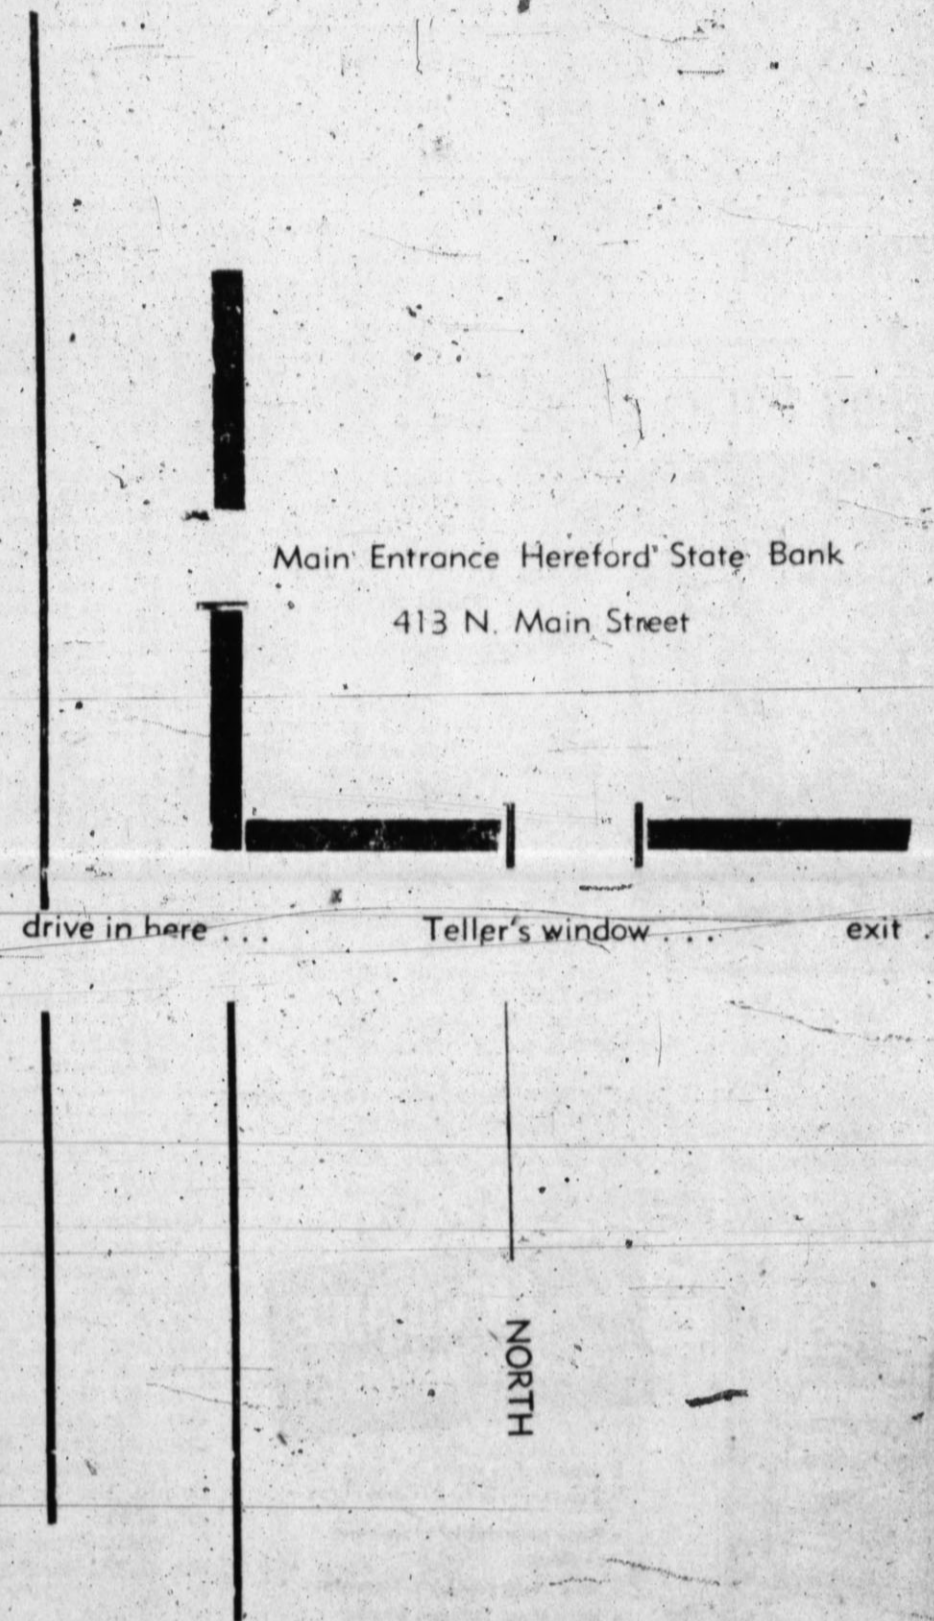 Main Entrance Hereford State Bank
413 N. Main Street
drive in here . . .
Teller's window . . .
exit .
NORTH